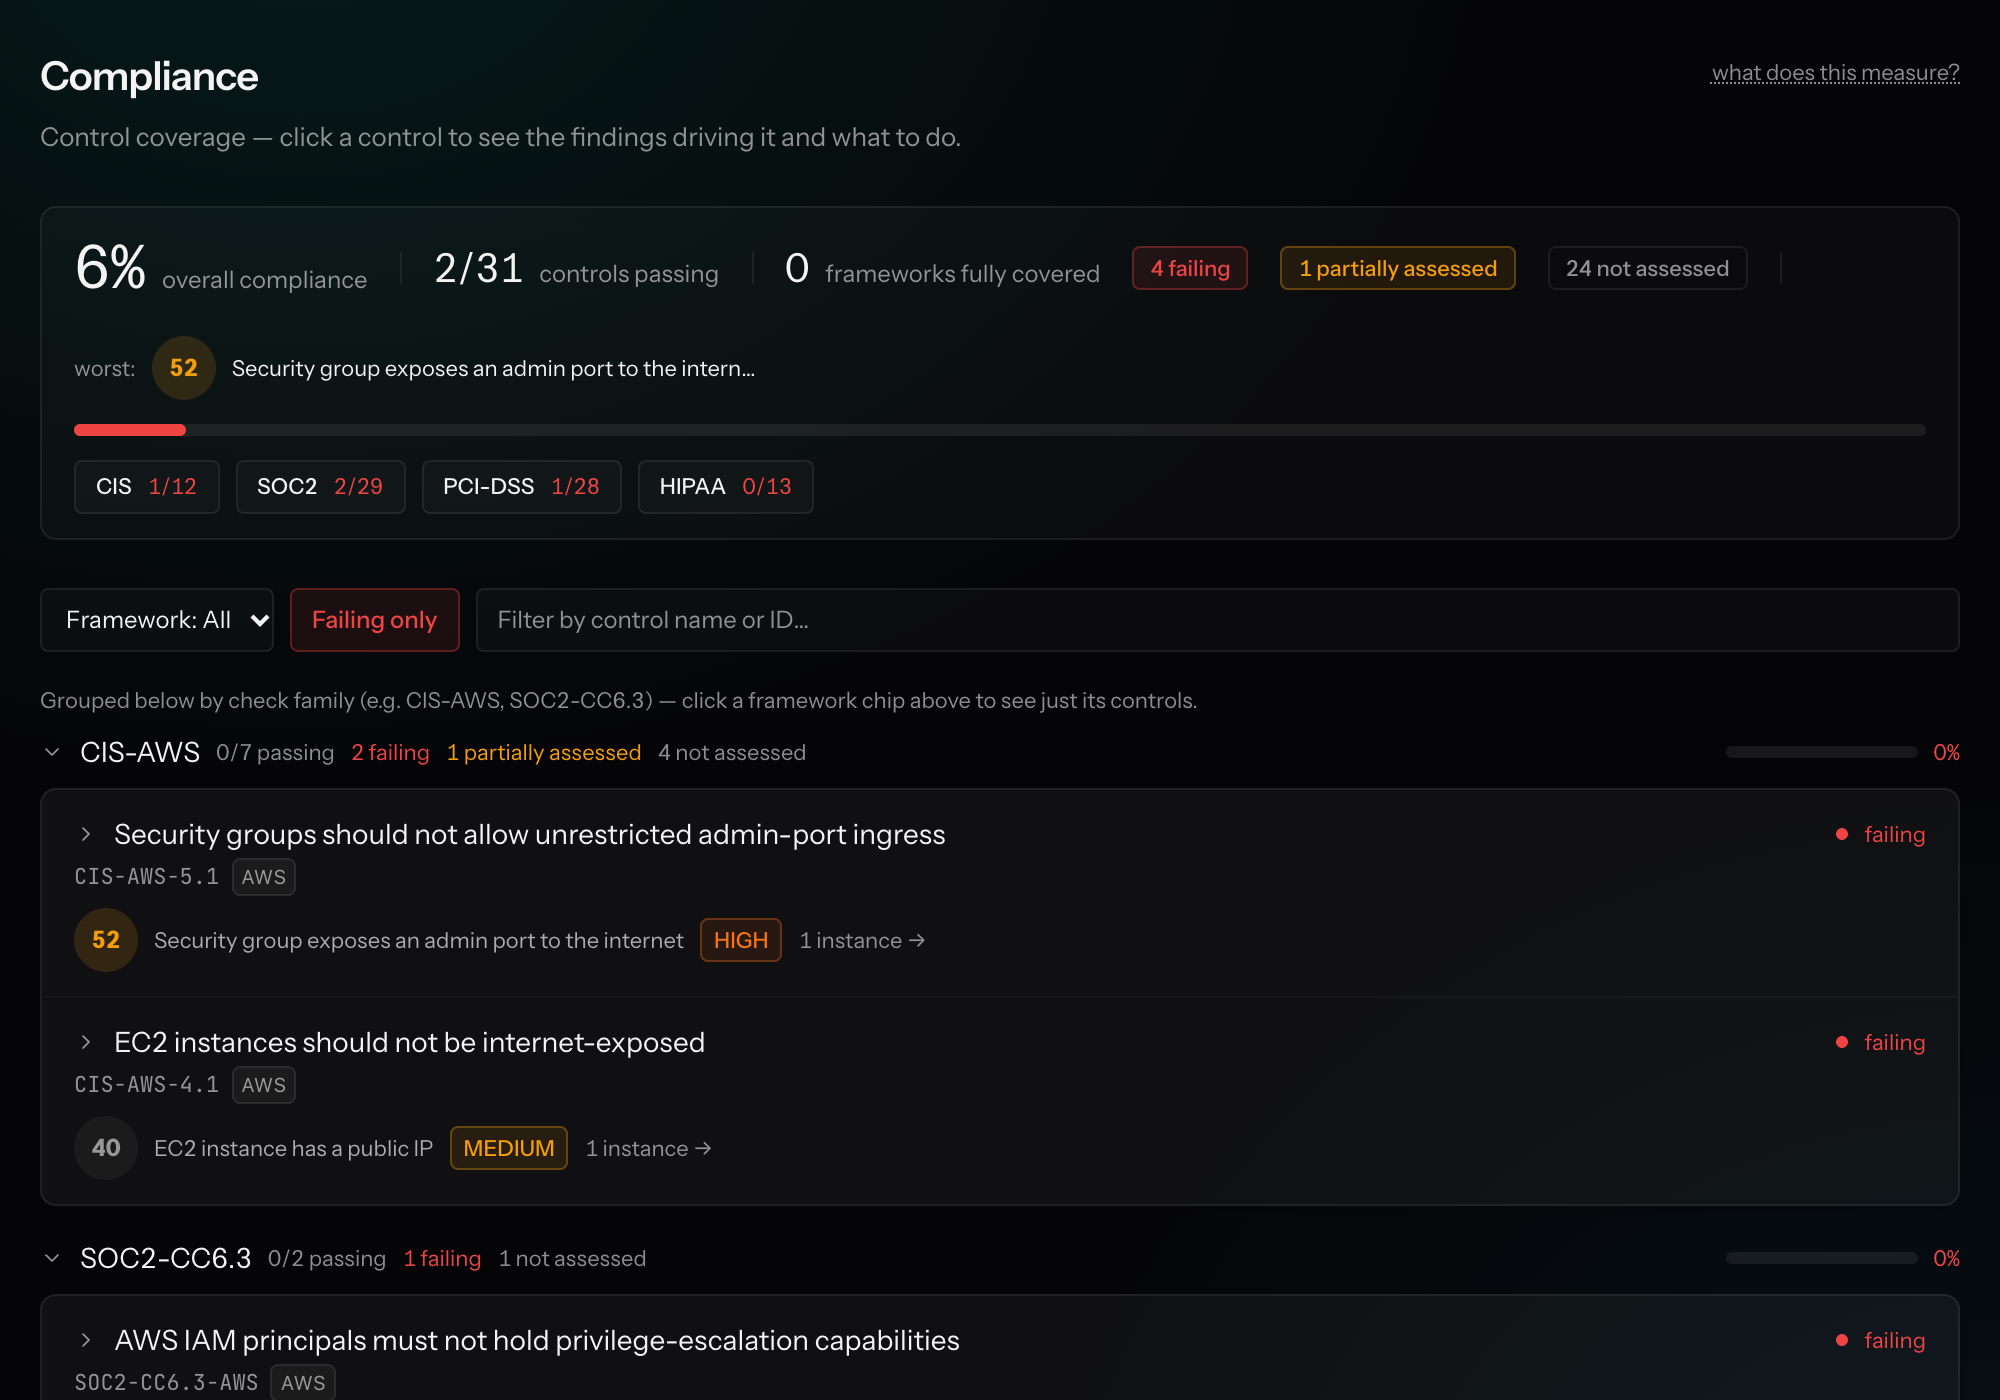 Compliance
what does this measure?
Control coverage — click a control to see the findings driving it and what to do.
6% overall compliance 2/31 controls passing 0 frameworks fully covered 4 failing 1 partially assessed 24 not assessed
worst: 52 Security group exposes an admin port to the intern...
CIS 1/12 SOC2 2/29 PCI-DSS 1/28 HIPAA 0/13
Framework: All Failing only Filter by control name or ID...
Grouped below by check family (e.g. CIS-AWS, SOC2-CC6.3) — click a framework chip above to see just its controls.
CIS-AWS 0/7 passing 2 failing 1 partially assessed 4 not assessed 0%
Security groups should not allow unrestricted admin-port ingress failing
CIS-AWS-5.1 AWS
52 Security group exposes an admin port to the internet HIGH 1 instance →
EC2 instances should not be internet-exposed failing
CIS-AWS-4.1 AWS
40 EC2 instance has a public IP MEDIUM 1 instance →
SOC2-CC6.3 0/2 passing 1 failing 1 not assessed 0%
AWS IAM principals must not hold privilege-escalation capabilities failing
SOC2-CC6.3-AWS AWS